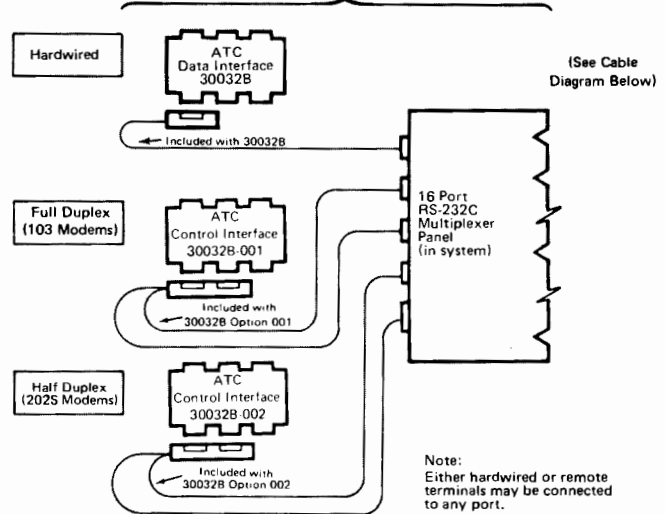 Hardwired
ATC
Data Interface
30032B
(See Cable
Diagram Below)
Included with 30032B
Full Duplex
(103 Modems)
ATC
Control Interface
30032B-001
16 Port
RS-232C
Multiplexer
Panel
(in system)
Included with
30032B Option 001
Half Duplex
(202S Modems)
ATC
Control Interface
30032B-002
Included with
30032B Option 002
Note:
Either hardwired or remote
terminals may be connected
to any port.